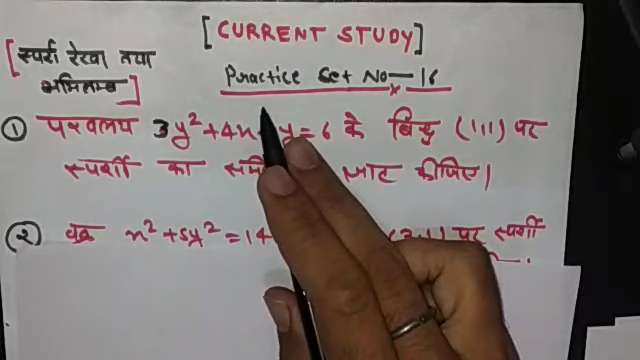 [CURRENT STUDY]
[स्पर्श रेखा तथा
अभिलम्ब]
Practice Set No — 16
① परवलय 3y²+4x y=6 के बिन्दु (1,1) पर
स्पर्शी का कीजिए।
② वक्र x²+5y²=14 पर स्पर्शी